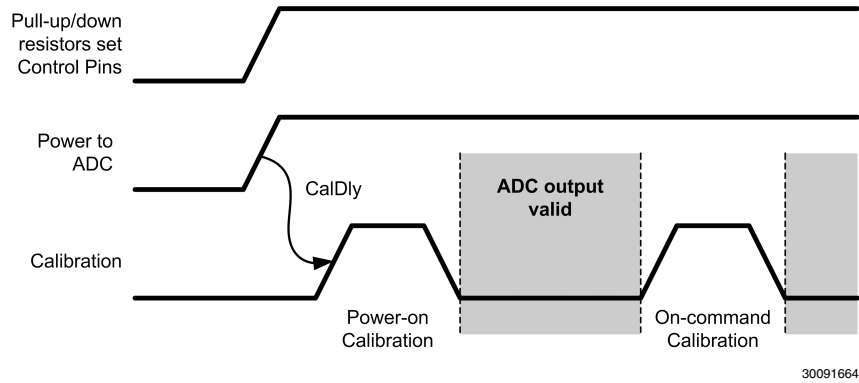 Pull-up/down
resistors set
Control Pins
Power to
ADC
CalDly
ADC output
valid
Calibration
Power-on
Calibration
On-command
Calibration
30091664